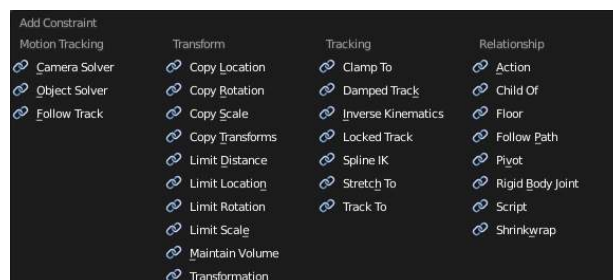 Add Constraint
Motion Tracking
Camera Solver
Object Solver
Follow Track
Transform
Copy Location
Copy Rotation
Copy Scale
Copy Transforms
Limit Distance
Limit Location
Limit Rotation
Limit Scale
Maintain Volume
Transformation
Tracking
Clamp To
Damped Track
Inverse Kinematics
Locked Track
Spline IK
Stretch To
Track To
Relationship
Action
Child Of
Floor
Follow Path
Pivot
Rigid Body Joint
Script
Shrinkwrap